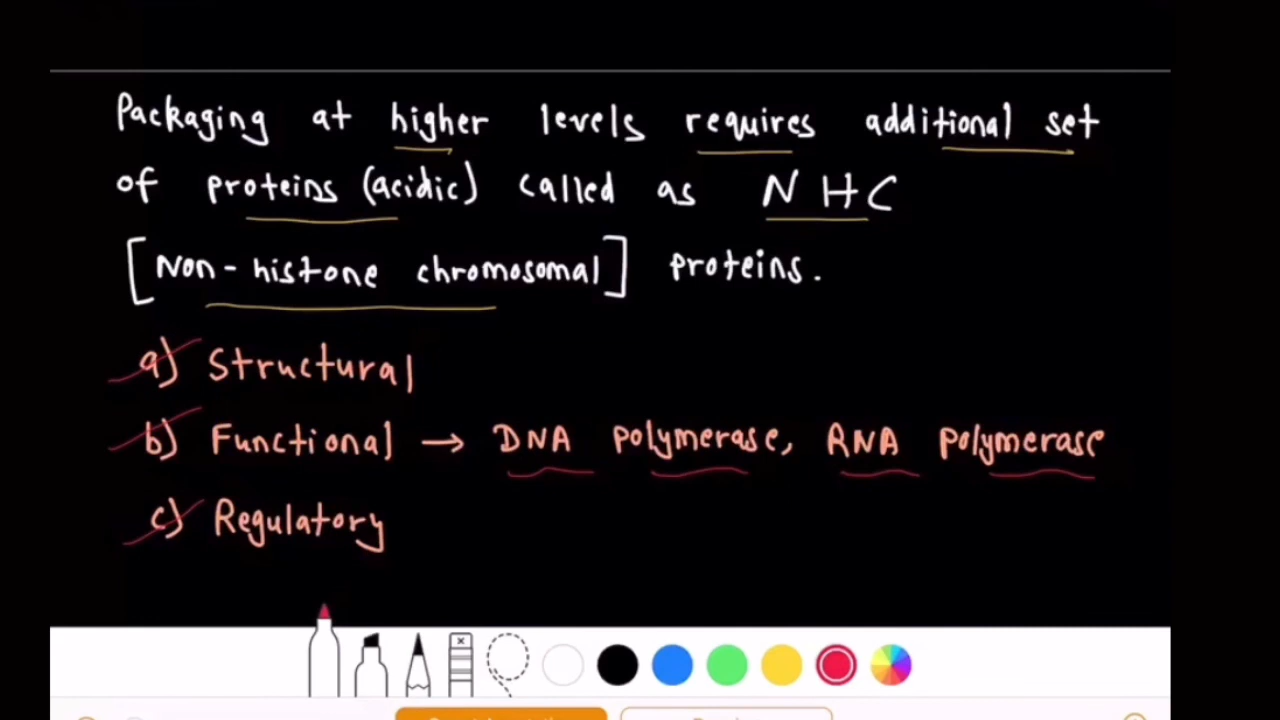 Packaging at higher levels requires additional set
of proteins (acidic) called as NHC
[Non-histone chromosomal] proteins.
a) Structural
b) Functional → DNA polymerase, RNA polymerase
c) Regulatory